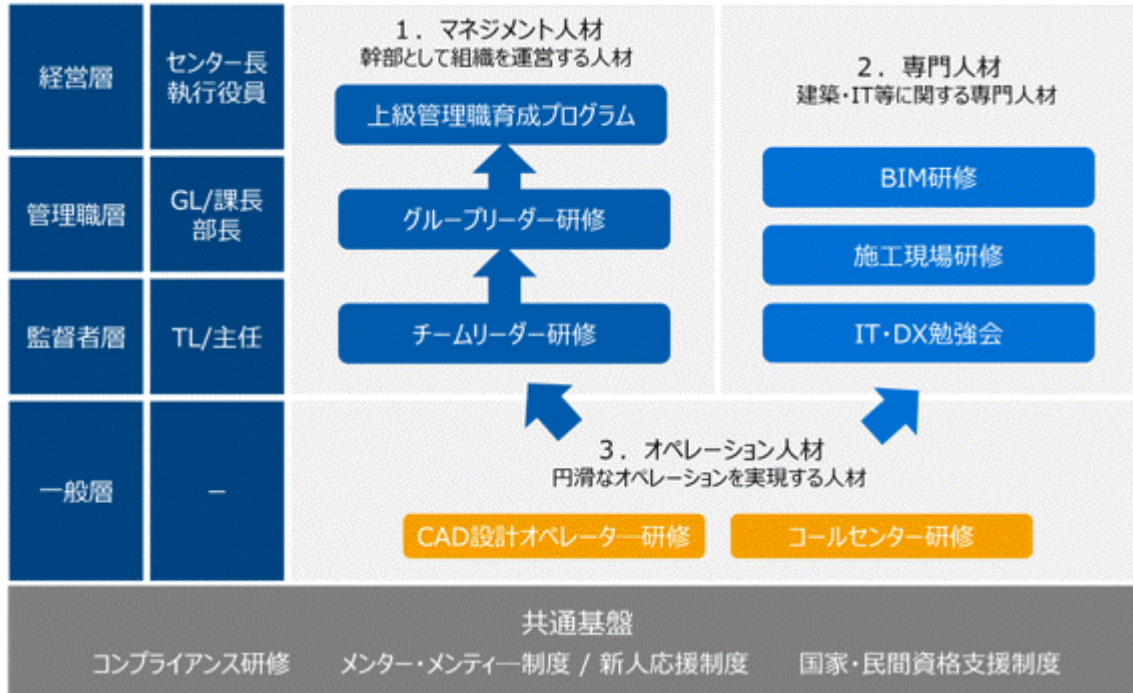 経営層
センター長
執行役員
1．マネジメント人材
幹部として組織を運営する人材
上級管理職育成プログラム
2．専門人材
建築・IT等に関する専門人材
管理職層
GL/課長
部長
グループリーダー研修
BIM研修
施工現場研修
監督者層
TL/主任
チームリーダー研修
IT・DX勉強会
一般層
－
3．オペレーション人材
円滑なオペレーションを実現する人材
CAD設計オペレーター研修
コールセンター研修
共通基盤
コンプライアンス研修 メンター・メンティー制度 / 新人応援制度 国家・民間資格支援制度